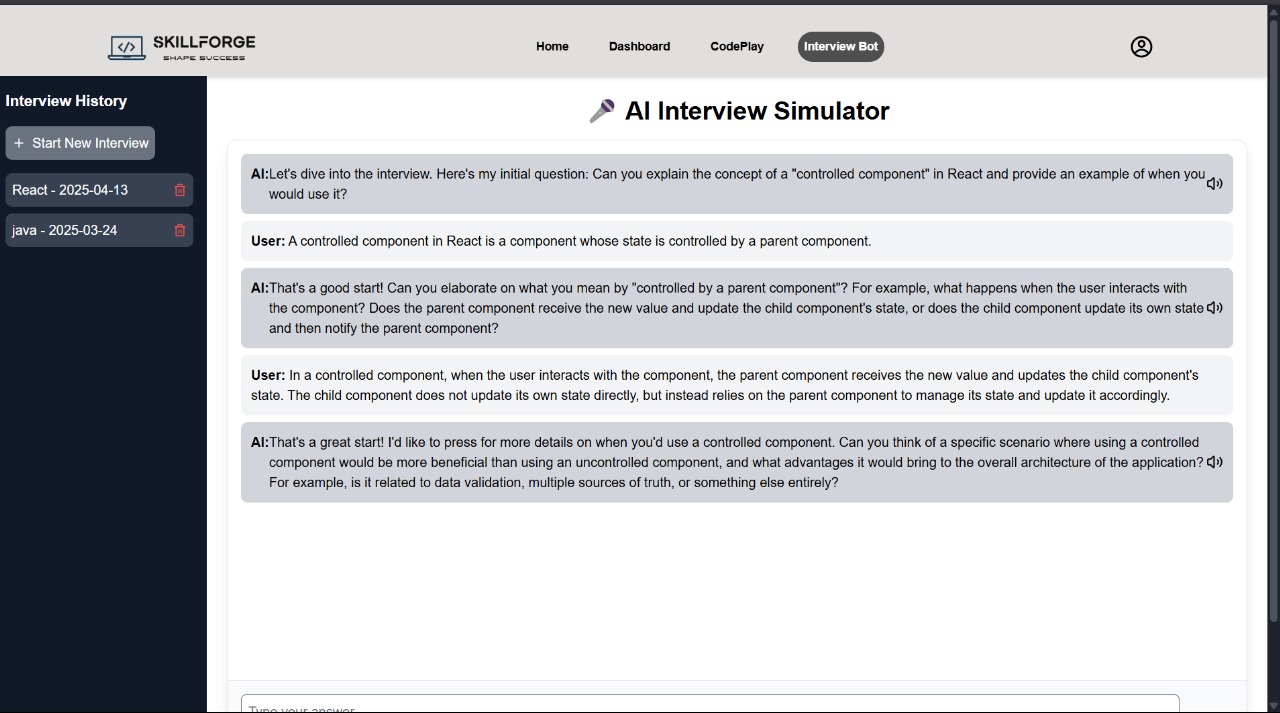 SKILLFORGE
SHAPE SUCCESS
Home
Dashboard
CodePlay
Interview Bot
Interview History
+ Start New Interview
React - 2025-04-13
java - 2025-03-24
AI Interview Simulator
AI:Let's dive into the interview. Here's my initial question: Can you explain the concept of a "controlled component" in React and provide an example of when you
would use it?
User: A controlled component in React is a component whose state is controlled by a parent component.
AI:That's a good start! Can you elaborate on what you mean by "controlled by a parent component"? For example, what happens when the user interacts with
the component? Does the parent component receive the new value and update the child component's state, or does the child component update its own state
and then notify the parent component?
User: In a controlled component, when the user interacts with the component, the parent component receives the new value and updates the child component's
state. The child component does not update its own state directly, but instead relies on the parent component to manage its state and update it accordingly.
AI:That's a great start! I'd like to press for more details on when you'd use a controlled component. Can you think of a specific scenario where using a controlled
component would be more beneficial than using an uncontrolled component, and what advantages it would bring to the overall architecture of the application?
For example, is it related to data validation, multiple sources of truth, or something else entirely?
Type your answer